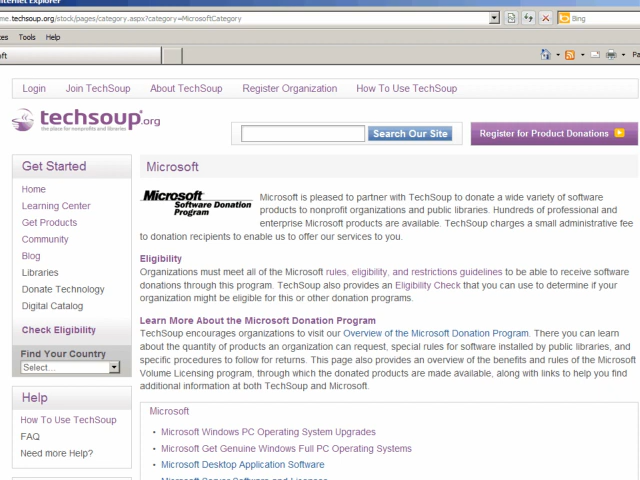 ternet Explorer
me.techsoup.org/stock/pages/category.aspx?category=MicrosoftCategory
Bing
es Tools Help
oft
Pa
Login Join TechSoup About TechSoup Register Organization How To Use TechSoup
techsoup.org
the place for nonprofits and libraries
Search Our Site
Register for Product Donations
Get Started
Home
Learning Center
Get Products
Community
Blog
Libraries
Donate Technology
Digital Catalog
Check Eligibility
Find Your Country
Select...
Help
How To Use TechSoup
FAQ
Need more Help?
Microsoft
Microsoft
Software Donation
Program
Microsoft is pleased to partner with TechSoup to donate a wide variety of software
products to nonprofit organizations and public libraries. Hundreds of professional and
enterprise Microsoft products are available. TechSoup charges a small administrative fee
to donation recipients to enable us to offer our services to you.
Eligibility
Organizations must meet all of the Microsoft rules, eligibility, and restrictions guidelines to be able to receive software
donations through this program. TechSoup also provides an Eligibility Check that you can use to determine if your
organization might be eligible for this or other donation programs.
Learn More About the Microsoft Donation Program
TechSoup encourages organizations to visit our Overview of the Microsoft Donation Program. There you can learn
about the quantity of products an organization can request, special rules for software installed by public libraries, and
specific procedures to follow for returns. This page also provides an overview of the benefits and rules of the Microsoft
Volume Licensing program, through which the donated products are made available, along with links to help you find
additional information at both TechSoup and Microsoft.
Microsoft
• Microsoft Windows PC Operating System Upgrades
• Microsoft Get Genuine Windows Full PC Operating Systems
• Microsoft Desktop Application Software
Microsoft Server Software and Licenses